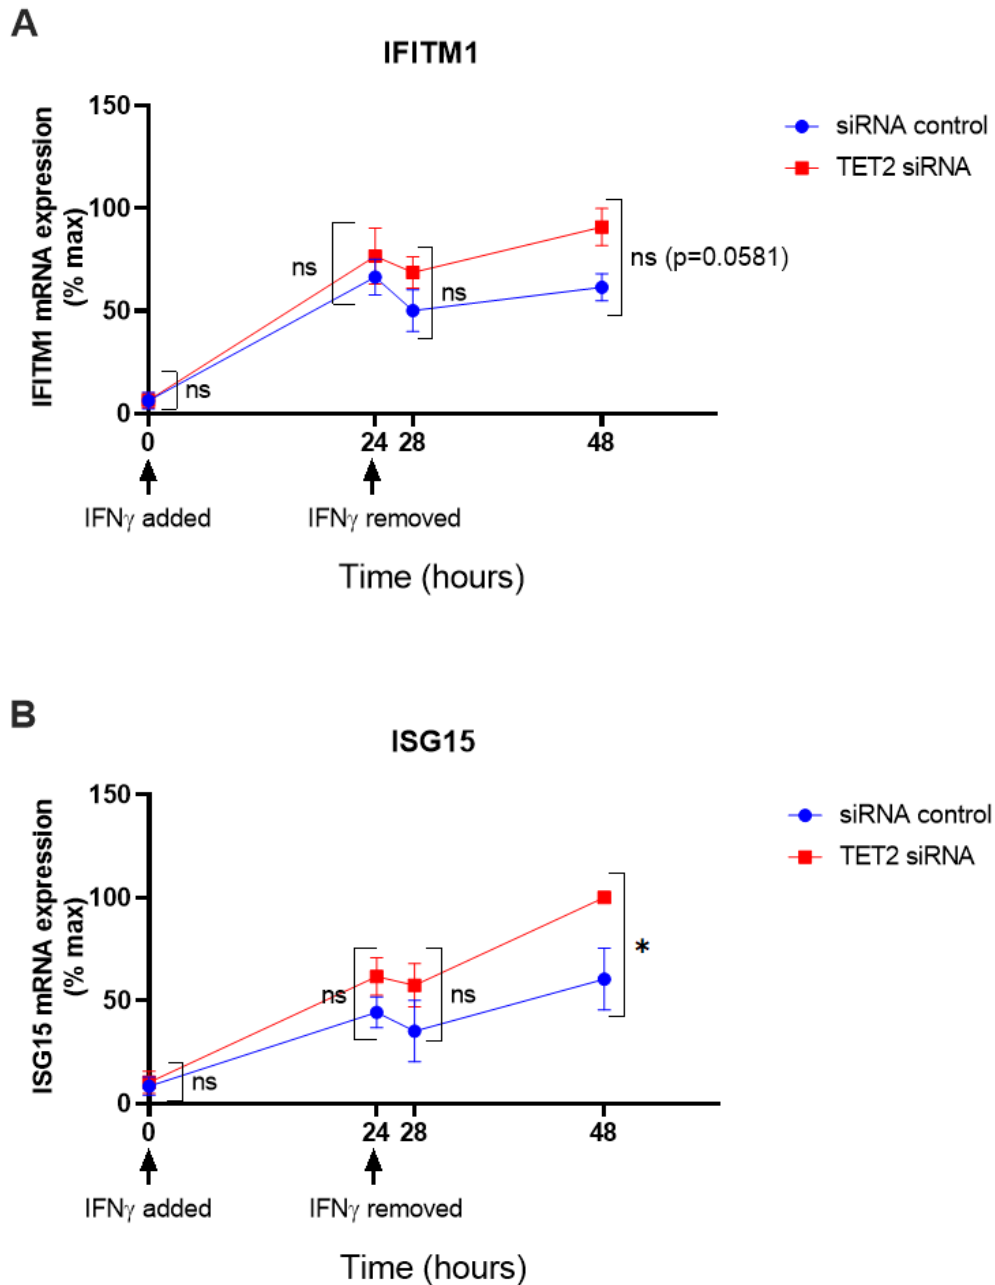 A
IFITM1
IFITM1 mRNA expression
(% max)
150
100
50
0
siRNA control
TET2 siRNA
ns
ns
ns
ns (p=0.0581)
0 24 28 48
IFNγ added IFNγ removed
Time (hours)
B
ISG15
ISG15 mRNA expression
(% max)
150
100
50
0
siRNA control
TET2 siRNA
ns
ns
ns
*
0 24 28 48
IFNγ added IFNγ removed
Time (hours)